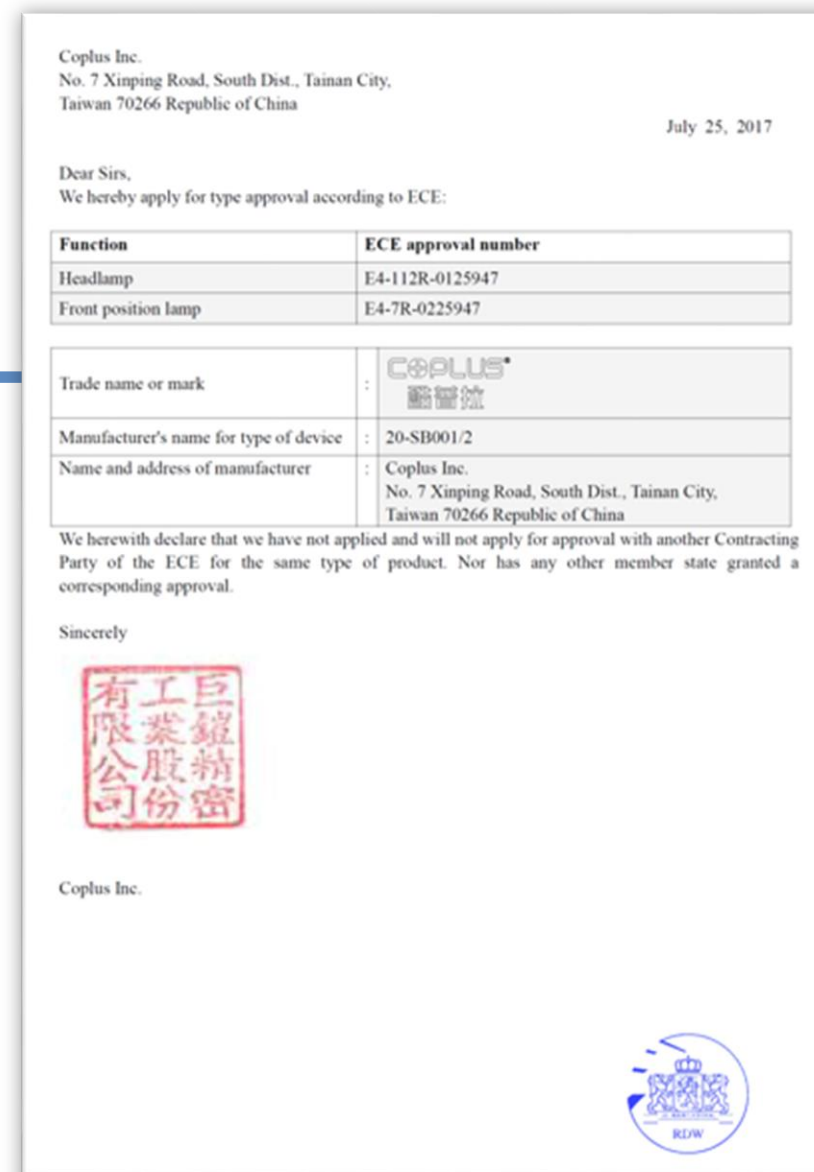 Coplus Inc.
No. 7 Xinping Road, South Dist., Tainan City,
Taiwan 70266 Republic of China
July 25, 2017
Dear Sirs,
We hereby apply for type approval according to ECE:
Function ECE approval number
Headlamp E4-112R-0125947
Front position lamp E4-7R-0225947
Trade name or mark : COPLUS
酷普拉
Manufacturer's name for type of device : 20-SB001/2
Name and address of manufacturer : Coplus Inc.
No. 7 Xinping Road, South Dist., Tainan City,
Taiwan 70266 Republic of China
We herewith declare that we have not applied and will not apply for approval with another Contracting
Party of the ECE for the same type of product. Nor has any other member state granted a
corresponding approval.
Sincerely
巨鎧精密
工業股份
有限公司
Coplus Inc.
RDW